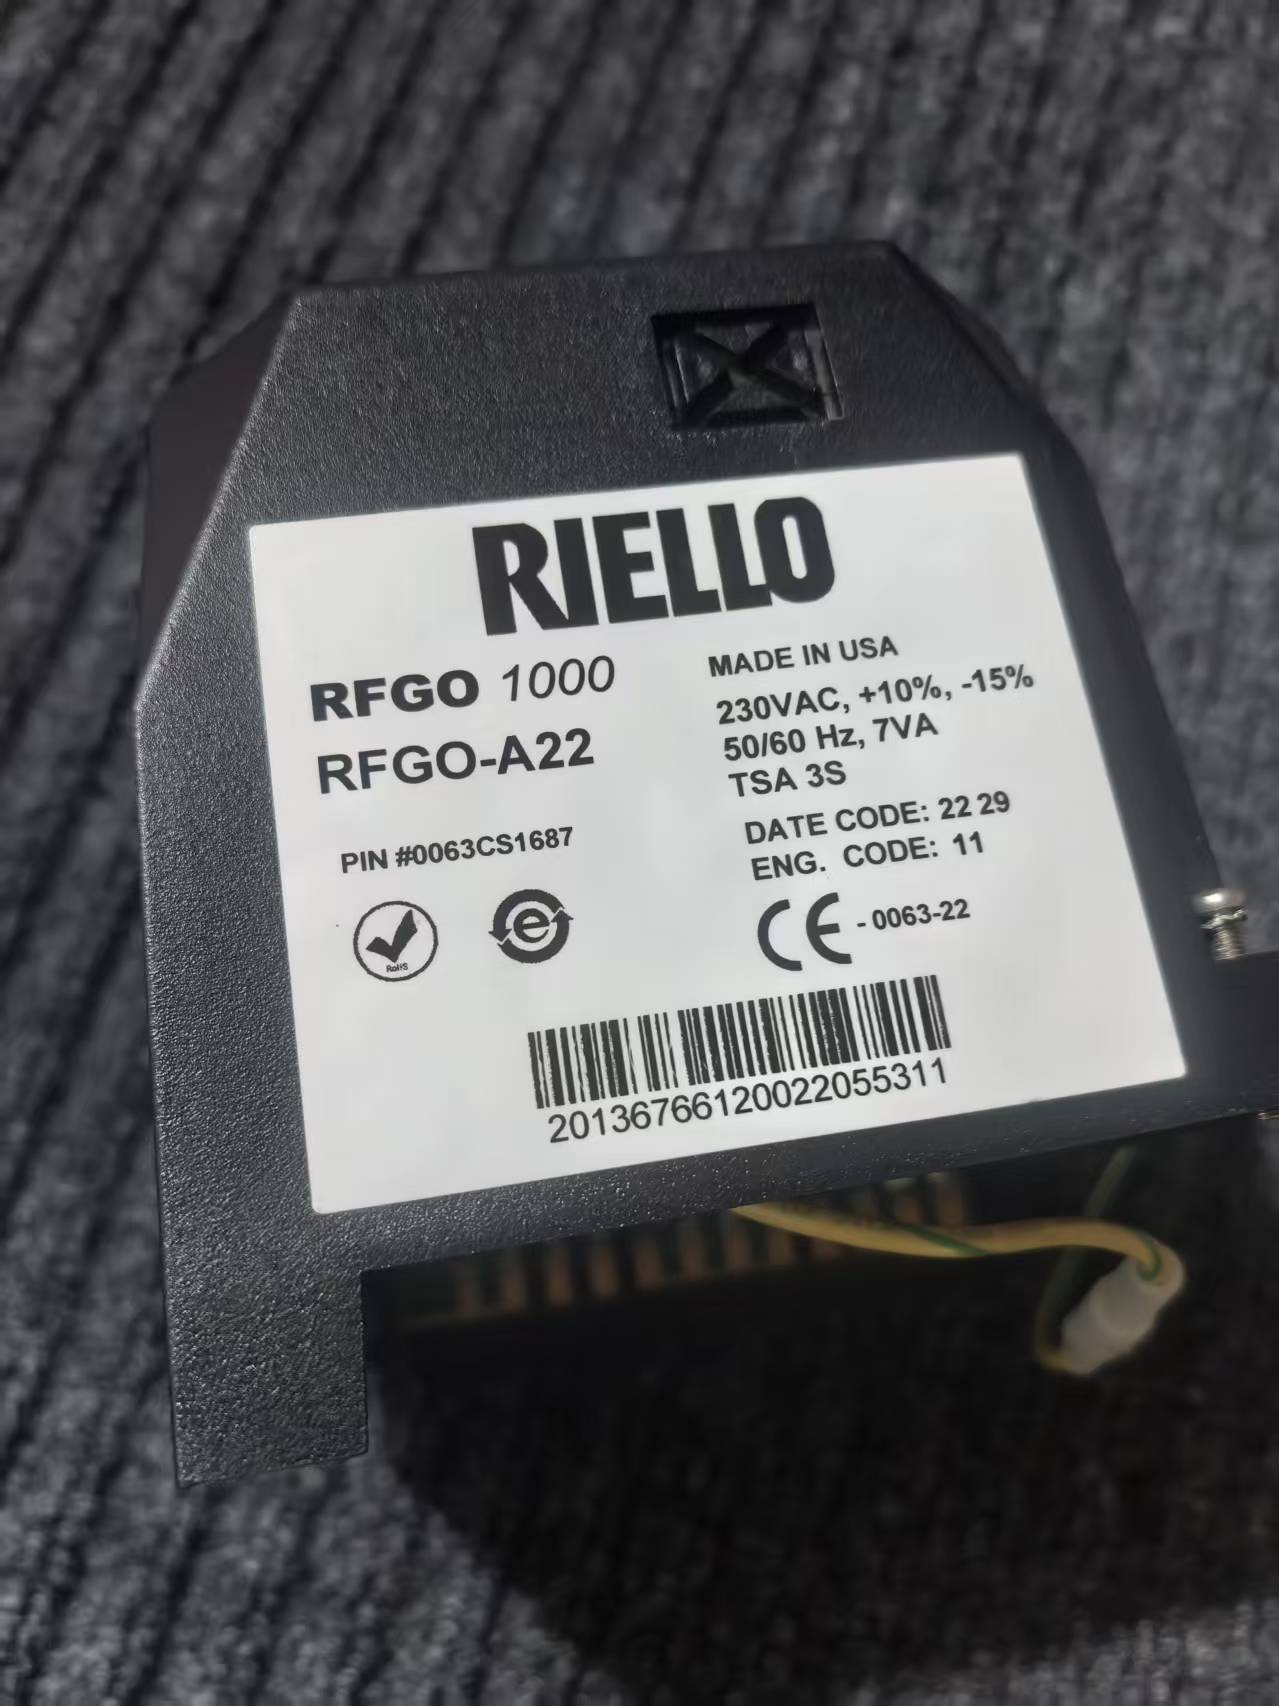 RIELLO
RFGO 1000
RFGO-A22
PIN #0063CS1687
RoHS
e
MADE IN USA
230VAC, +10%, -15%
50/60 Hz, 7VA
TSA 3S
DATE CODE: 22 29
ENG. CODE: 11
CE - 0063-22
20136766120022055311